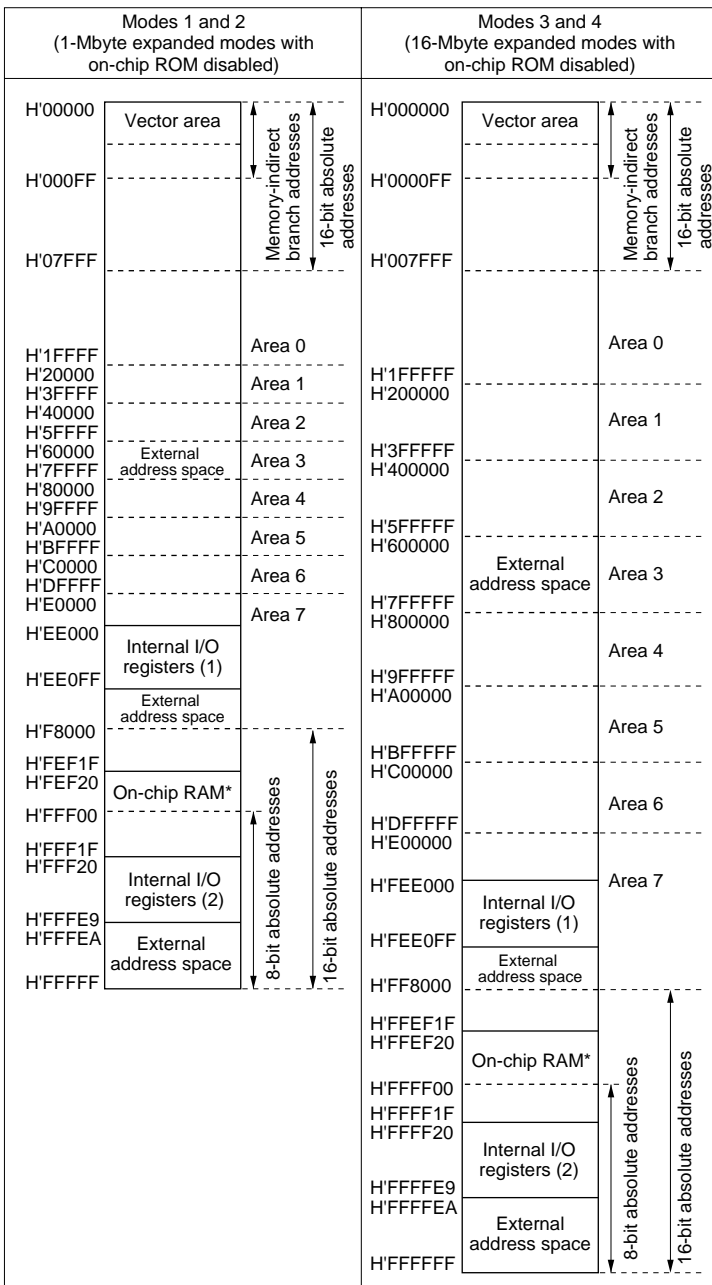 Modes 1 and 2
(1-Mbyte expanded modes with
on-chip ROM disabled)
H'00000
Vector area
H'000FF
H'07FFF
Memory-indirect
branch addresses
16-bit absolute
addresses
H'1FFFF
Area 0
H'20000
H'3FFFF
Area 1
H'40000
H'5FFFF
Area 2
H'60000
H'7FFFF
External
address space
Area 3
H'80000
H'9FFFF
Area 4
H'A0000
H'BFFFF
Area 5
H'C0000
H'DFFFF
Area 6
H'E0000
Area 7
H'EE000
Internal I/O
registers (1)
H'EE0FF
External
address space
H'F8000
H'FEF1F
H'FEF20
On-chip RAM*
H'FFF00
H'FFF1F
H'FFF20
Internal I/O
registers (2)
H'FFFE9
H'FFFEA
External
address space
H'FFFFF
8-bit absolute addresses
16-bit absolute addresses
Modes 3 and 4
(16-Mbyte expanded modes with
on-chip ROM disabled)
H'000000
Vector area
H'0000FF
H'007FFF
Memory-indirect
branch addresses
16-bit absolute
addresses
Area 0
H'1FFFFF
H'200000
Area 1
H'3FFFFF
H'400000
Area 2
H'5FFFFF
H'600000
External
address space
Area 3
H'7FFFFF
H'800000
Area 4
H'9FFFFF
H'A00000
Area 5
H'BFFFFF
H'C00000
Area 6
H'DFFFFF
H'E00000
Area 7
H'FEE000
Internal I/O
registers (1)
H'FEE0FF
External
address space
H'FF8000
H'FFEF1F
H'FFEF20
On-chip RAM*
H'FFFF00
H'FFFF1F
H'FFFF20
Internal I/O
registers (2)
H'FFFFE9
H'FFFFEA
External
address space
H'FFFFFF
8-bit absolute addresses
16-bit absolute addresses